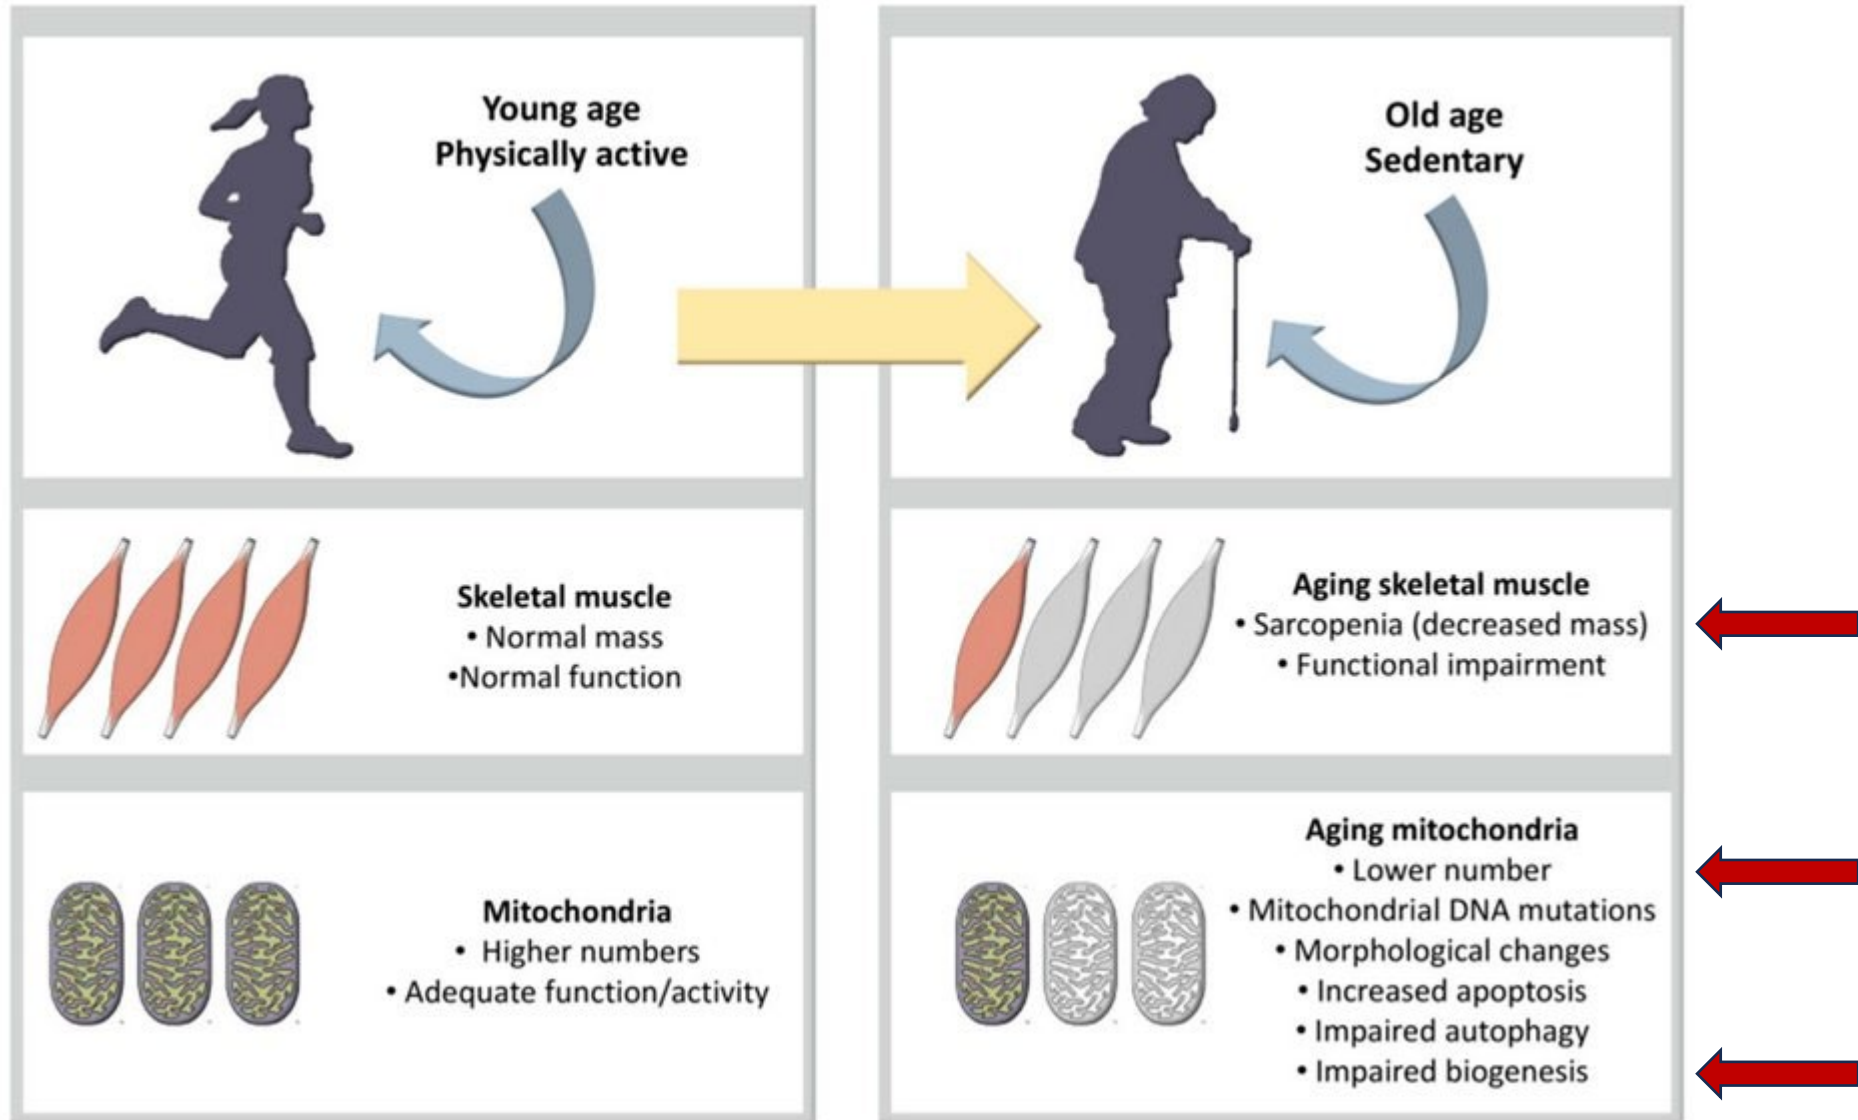 Young age
Physically active
Old age
Sedentary
Skeletal muscle
• Normal mass
•Normal function
Aging skeletal muscle
• Sarcopenia (decreased mass)
• Functional impairment
Mitochondria
• Higher numbers
• Adequate function/activity
Aging mitochondria
• Lower number
• Mitochondrial DNA mutations
• Morphological changes
• Increased apoptosis
• Impaired autophagy
• Impaired biogenesis